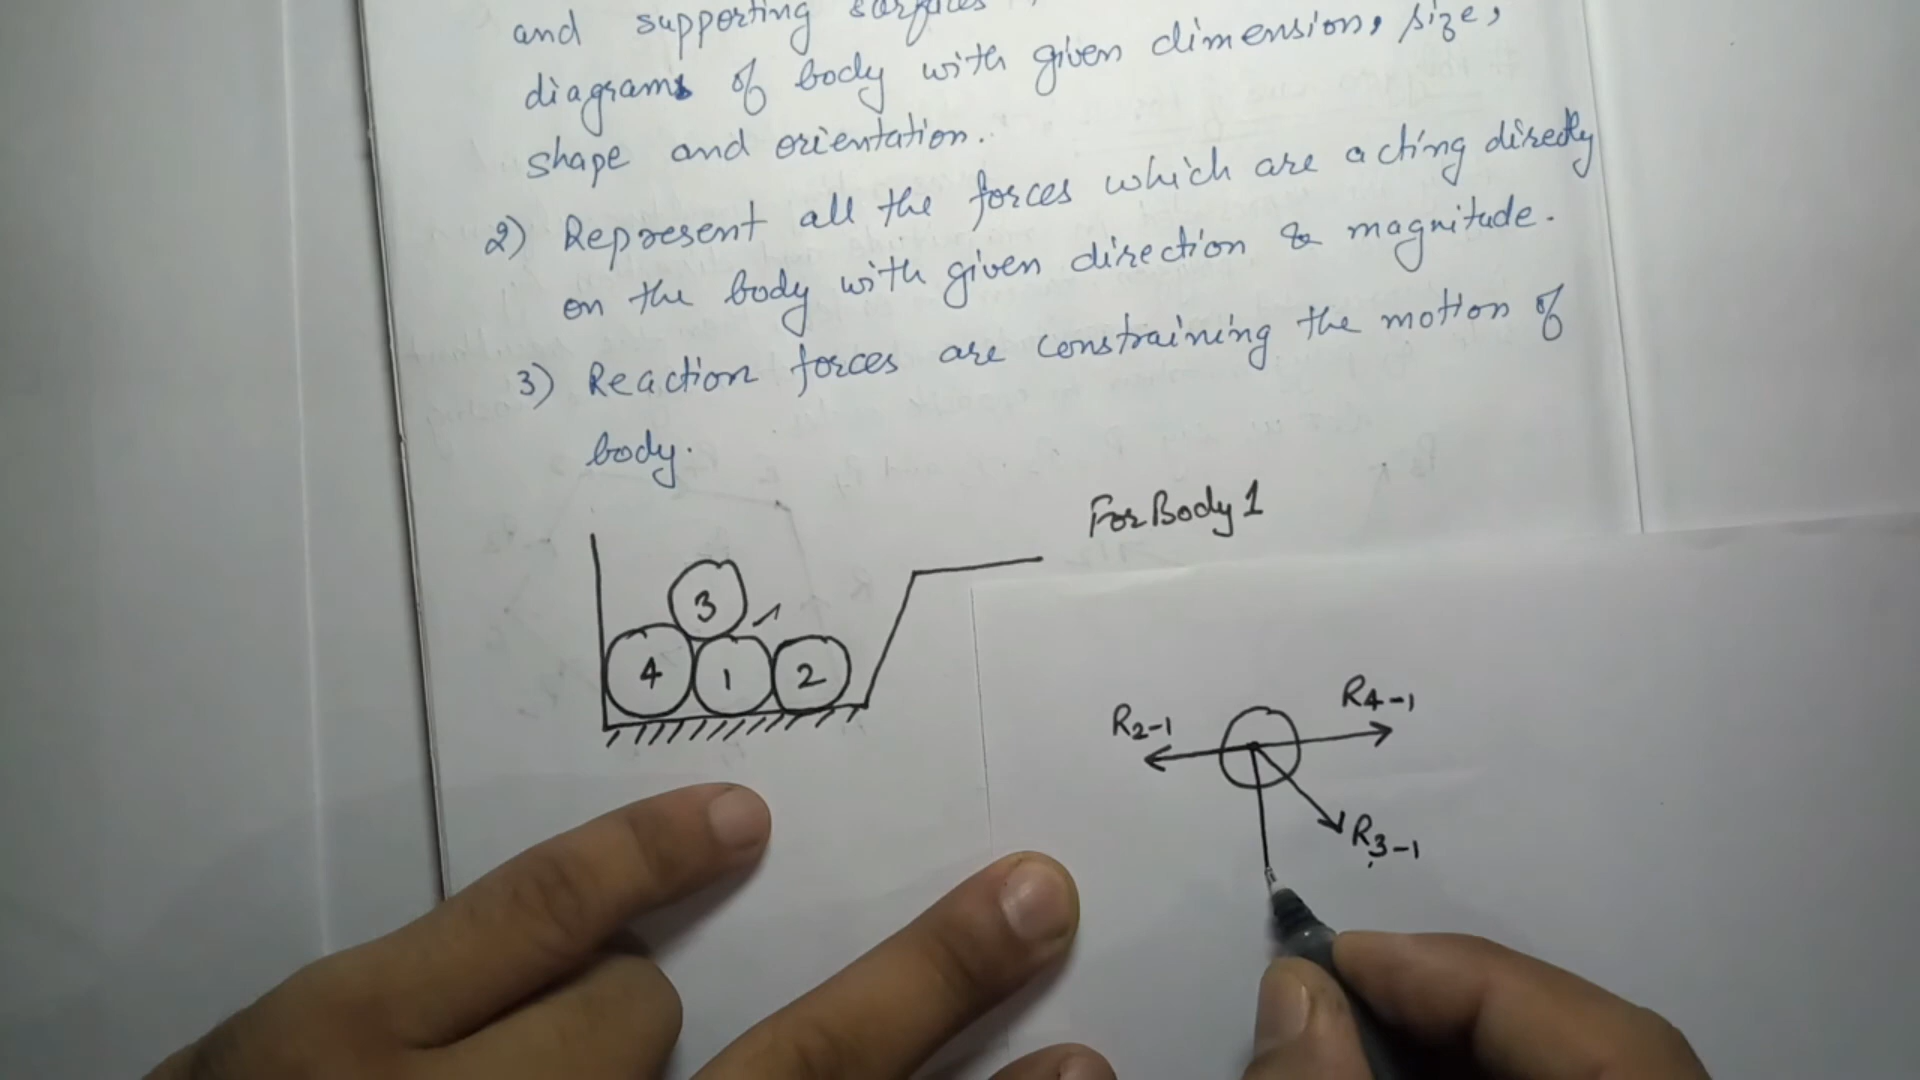 and supporting surfaces
diagrams of body with given dimensions, size,
shape and orientation.
2) Represent all the forces which are acting directly
on the body with given direction & magnitude.
3) Reaction forces are constraining the motion of
body.
For Body 1
3
4
1
2
R2-1
R4-1
R3-1